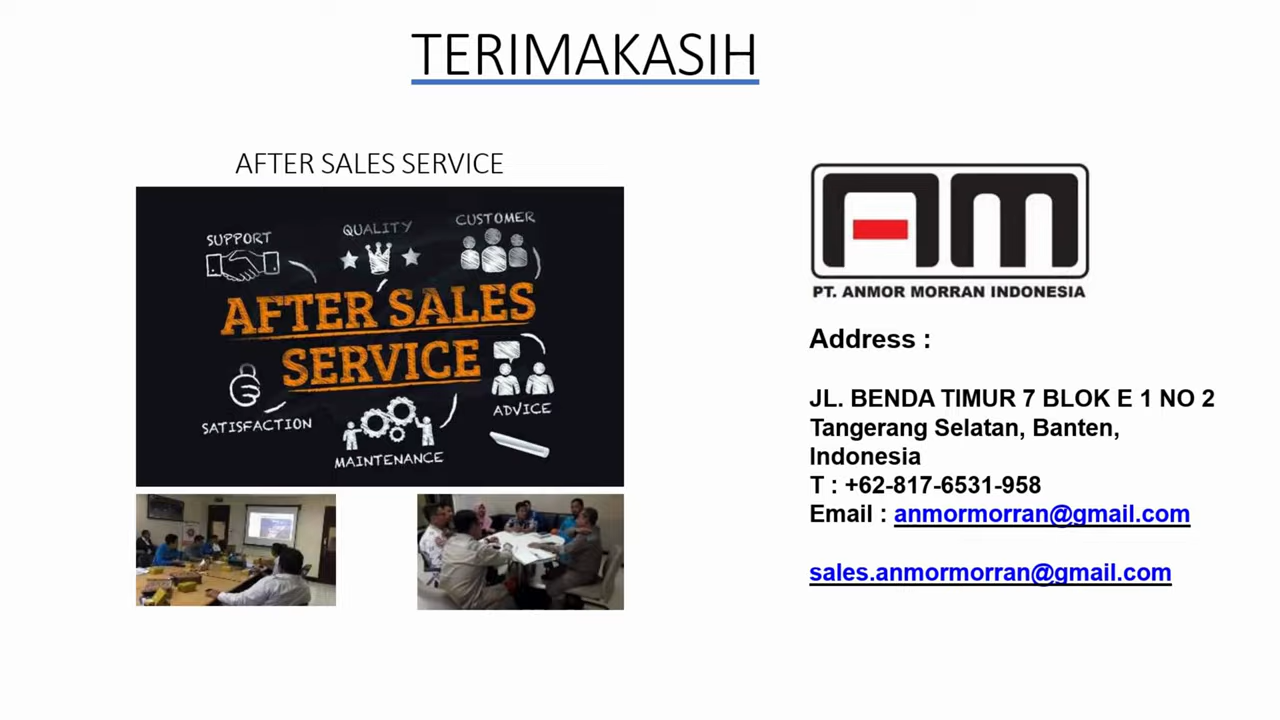 TERIMAKASIH
AFTER SALES SERVICE
SUPPORT
QUALITY
CUSTOMER
AFTER SALES
SERVICE
SATISFACTION
MAINTENANCE
ADVICE
AM
PT. ANMOR MORRAN INDONESIA
Address :
JL. BENDA TIMUR 7 BLOK E 1 NO 2
Tangerang Selatan, Banten,
Indonesia
T : +62-817-6531-958
Email : anmormorran@gmail.com
sales.anmormorran@gmail.com